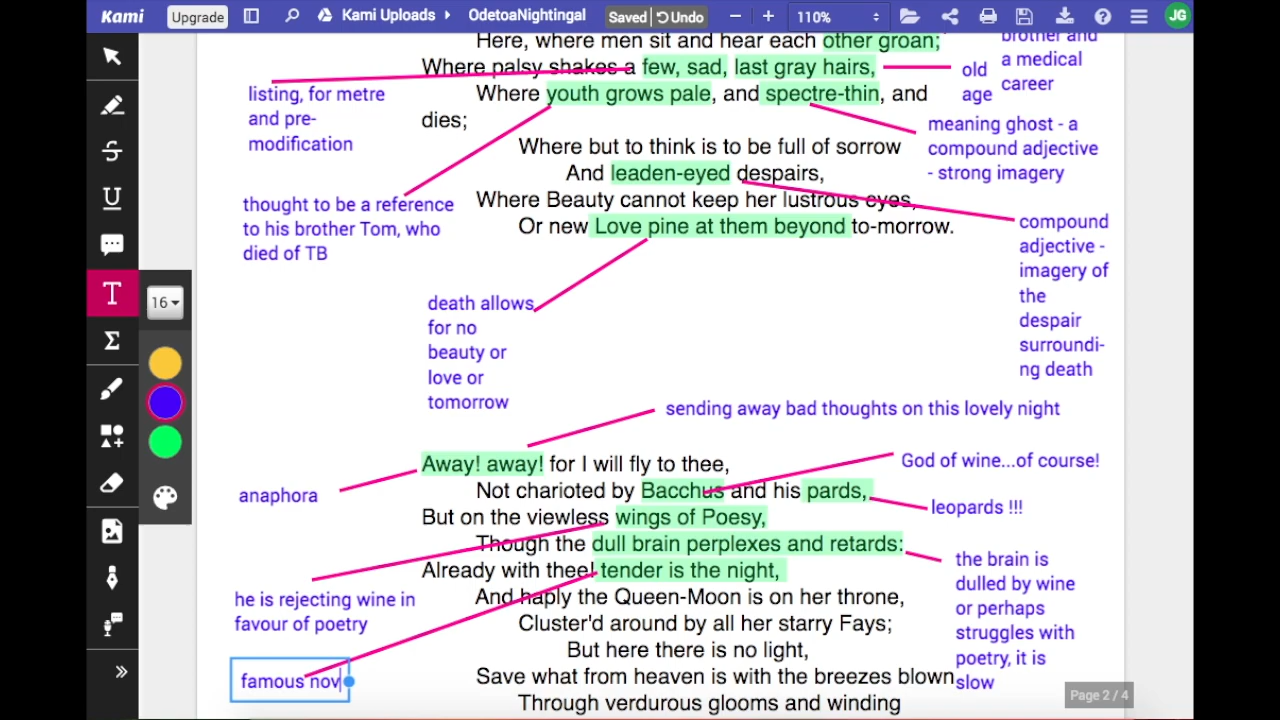 Kami Upgrade Kami Uploads OdetoaNightingal Saved Undo 110% JG
Here, where men sit and hear each other groan;
brother and
a medical
career
Where palsy shakes a few, sad, last gray hairs,
old
age
listing, for metre
and pre-
modification
Where youth grows pale, and spectre-thin, and
dies;
meaning ghost - a
compound adjective
- strong imagery
Where but to think is to be full of sorrow
And leaden-eyed despairs,
thought to be a reference
to his brother Tom, who
died of TB
Where Beauty cannot keep her lustrous eyes,
Or new Love pine at them beyond to-morrow.
compound
adjective -
imagery of
the
despair
surroundi-
ng death
16
death allows
for no
beauty or
love or
tomorrow
sending away bad thoughts on this lovely night
Away! away! for I will fly to thee,
God of wine...of course!
anaphora
Not charioted by Bacchus and his pards,
leopards !!!
But on the viewless wings of Poesy,
Though the dull brain perplexes and retards:
the brain is
dulled by wine
or perhaps
struggles with
poetry, it is
slow
Already with thee! tender is the night,
he is rejecting wine in
favour of poetry
And haply the Queen-Moon is on her throne,
Cluster'd around by all her starry Fays;
But here there is no light,
famous nov
Save what from heaven is with the breezes blown
Through verdurous glooms and winding
Page 2 / 4